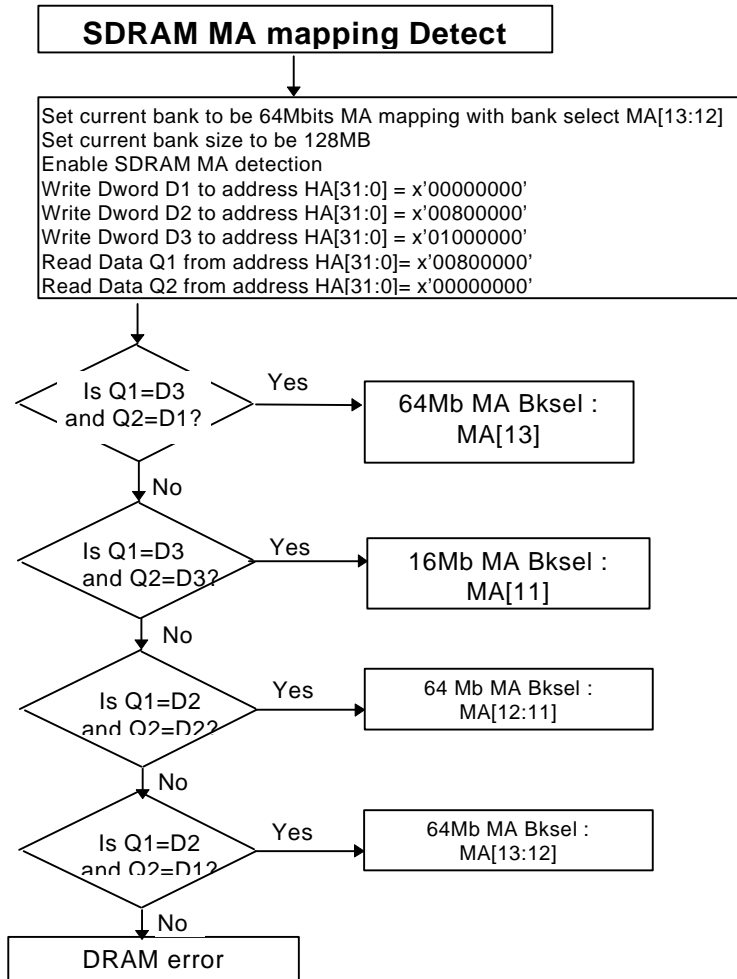 SDRAM MA mapping Detect
Set current bank to be 64Mbits MA mapping with bank select MA[13:12]
Set current bank size to be 128MB
Enable SDRAM MA detection
Write Dword D1 to address HA[31:0] = x'00000000'
Write Dword D2 to address HA[31:0] = x'00800000'
Write Dword D3 to address HA[31:0] = x'01000000'
Read Data Q1 from address HA[31:0]= x'00800000'
Read Data Q2 from address HA[31:0]= x'00000000'
Is Q1=D3
and Q2=D1?
Yes
64Mb MA Bksel :
MA[13]
No
Is Q1=D3
and Q2=D3?
Yes
16Mb MA Bksel :
MA[11]
No
Is Q1=D2
and Q2=D2?
Yes
64 Mb MA Bksel :
MA[12:11]
No
Is Q1=D2
and Q2=D1?
Yes
64Mb MA Bksel :
MA[13:12]
No
DRAM error